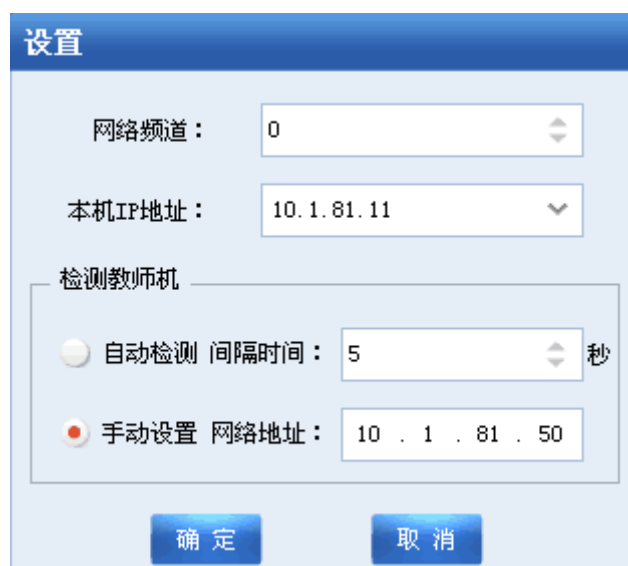 设置
网络频道： 0
本机IP地址： 10.1.81.11
检测教师机
自动检测 间隔时间： 5 秒
手动设置 网络地址： 10 . 1 . 81 . 50
确 定 取 消